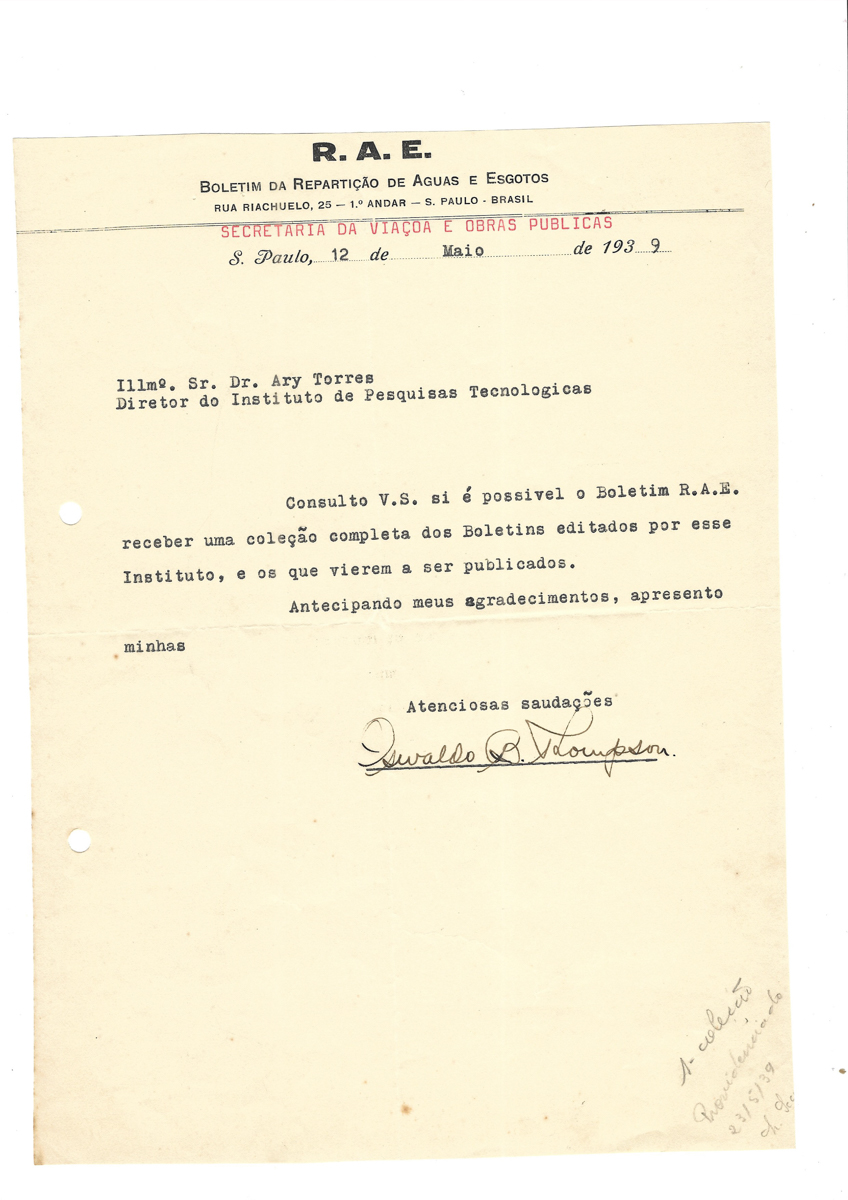 R. A. E.
BOLETIM DA REPARTIÇÃO DE AGUAS E ESGOTOS
RUA RIACHUELO, 25 — 1.º ANDAR — S. PAULO - BRASIL
SECRETARIA DA VIAÇOA E OBRAS PUBLICAS
S. Paulo, 12 de Maio de 1939
Illmº. Sr. Dr. Ary Torres
Diretor do Instituto de Pesquisas Tecnologicas
Consulto V.S. si é possivel o Boletim R.A.E.
receber uma coleção completa dos Boletins editados por esse
Instituto, e os que vierem a ser publicados.
Antecipando meus agradecimentos, apresento
minhas
Atenciosas saudações
Oswaldo B. Thompson.
1 coleção
Providenciado
23/5/39